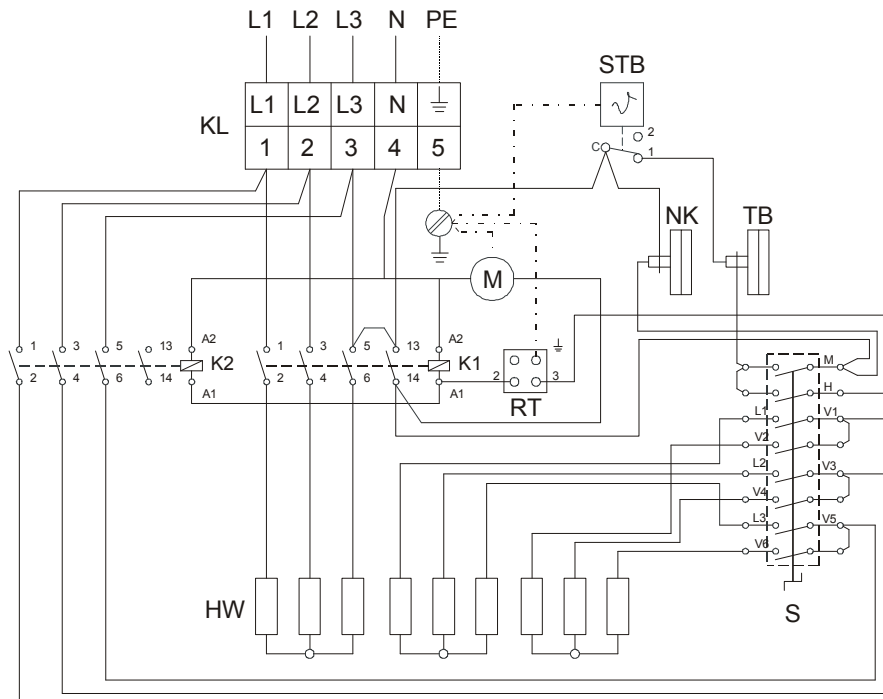 L1 L2 L3 N PE
STB
KL
L1 L2 L3 N
1 2 3 4 5
2
C
1
NK TB
M
1 3 5 13 A2
K2
2 4 6 14 A1
1 3 5 13 A2
K1
2 4 6 14 A1
2 3
RT
M
H
L1 V1
V2
L2 V3
V4
L3 V5
V6
HW
S